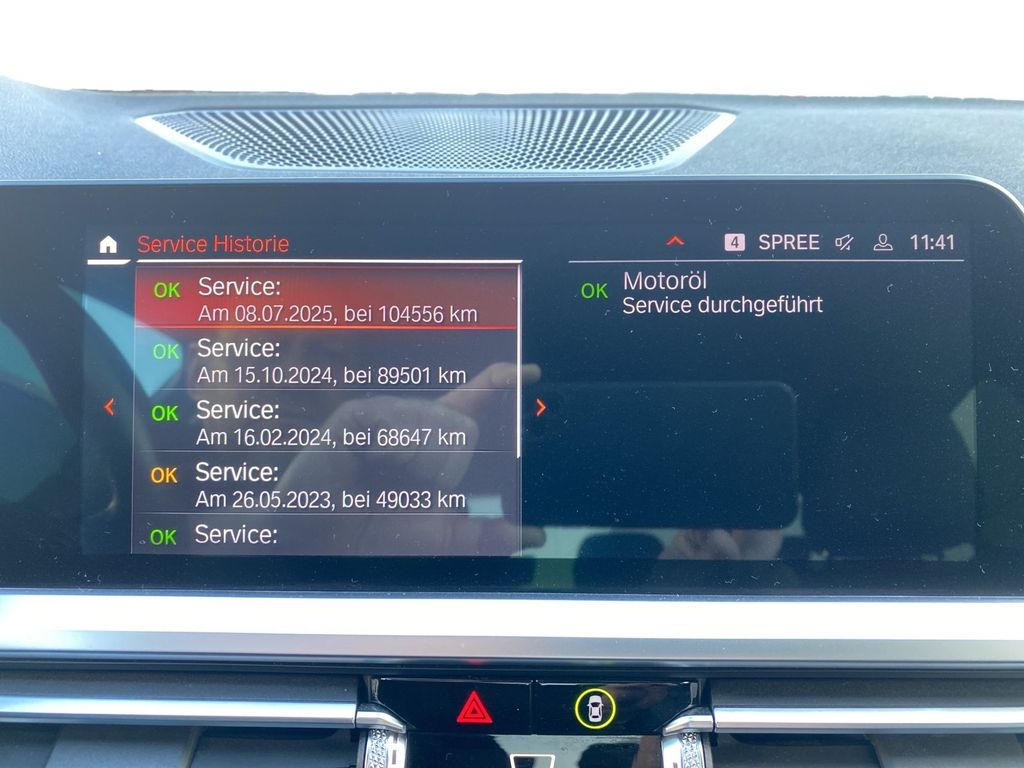 Service Historie
4 SPREE 11:41
OK Service:
Am 08.07.2025, bei 104556 km
OK Service:
Am 15.10.2024, bei 89501 km
OK Service:
Am 16.02.2024, bei 68647 km
OK Service:
Am 26.05.2023, bei 49033 km
OK Service:
OK Motoröl
Service durchgeführt